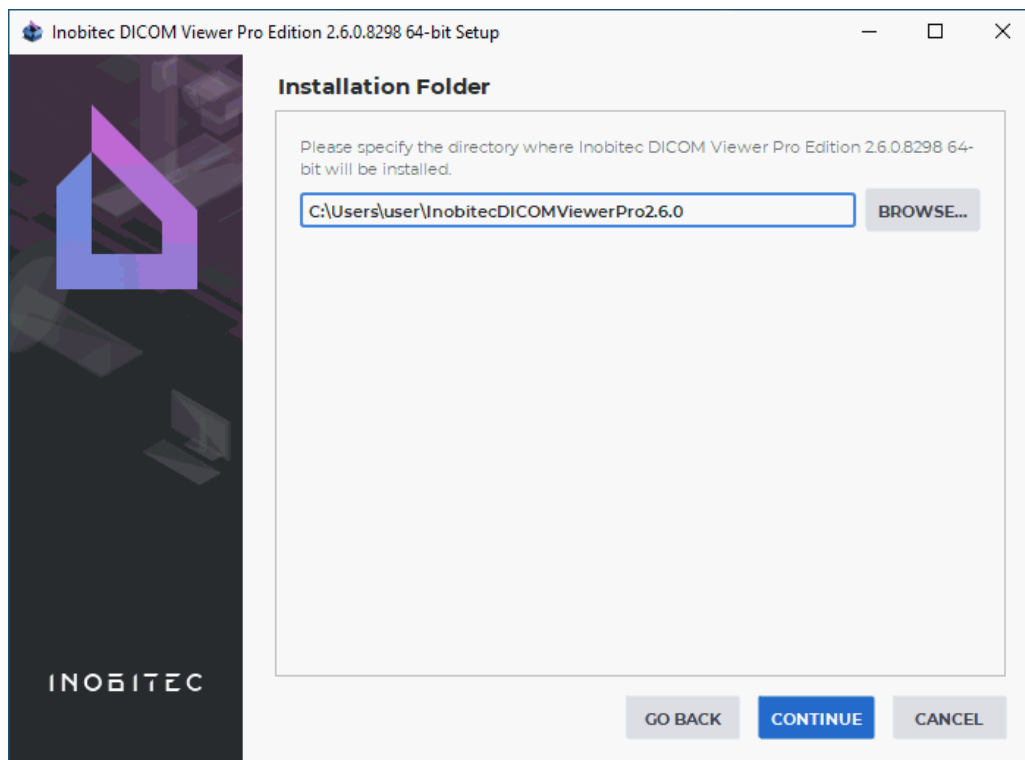 Inobitec DICOM Viewer Pro Edition 2.6.0.8298 64-bit Setup
Installation Folder
Please specify the directory where Inobitec DICOM Viewer Pro Edition 2.6.0.8298 64-
bit will be installed.
C:\Users\user\InobitecDICOMViewerPro2.6.0
BROWSE...
INOBITEC
GO BACK
CONTINUE
CANCEL